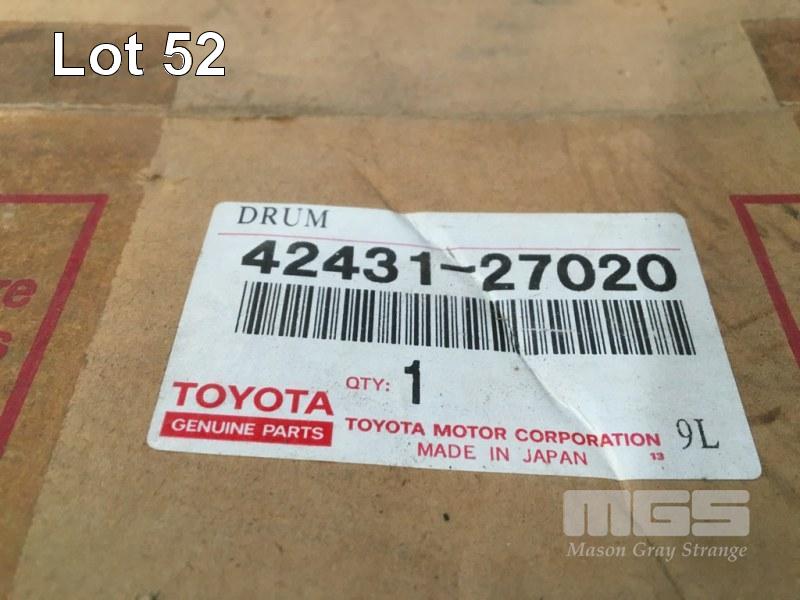 Lot 52
DRUM
42431-27020
QTY: 1
TOYOTA
GENUINE PARTS
TOYOTA MOTOR CORPORATION
MADE IN JAPAN
13
9L
re
s
MGS
Mason Gray Strange